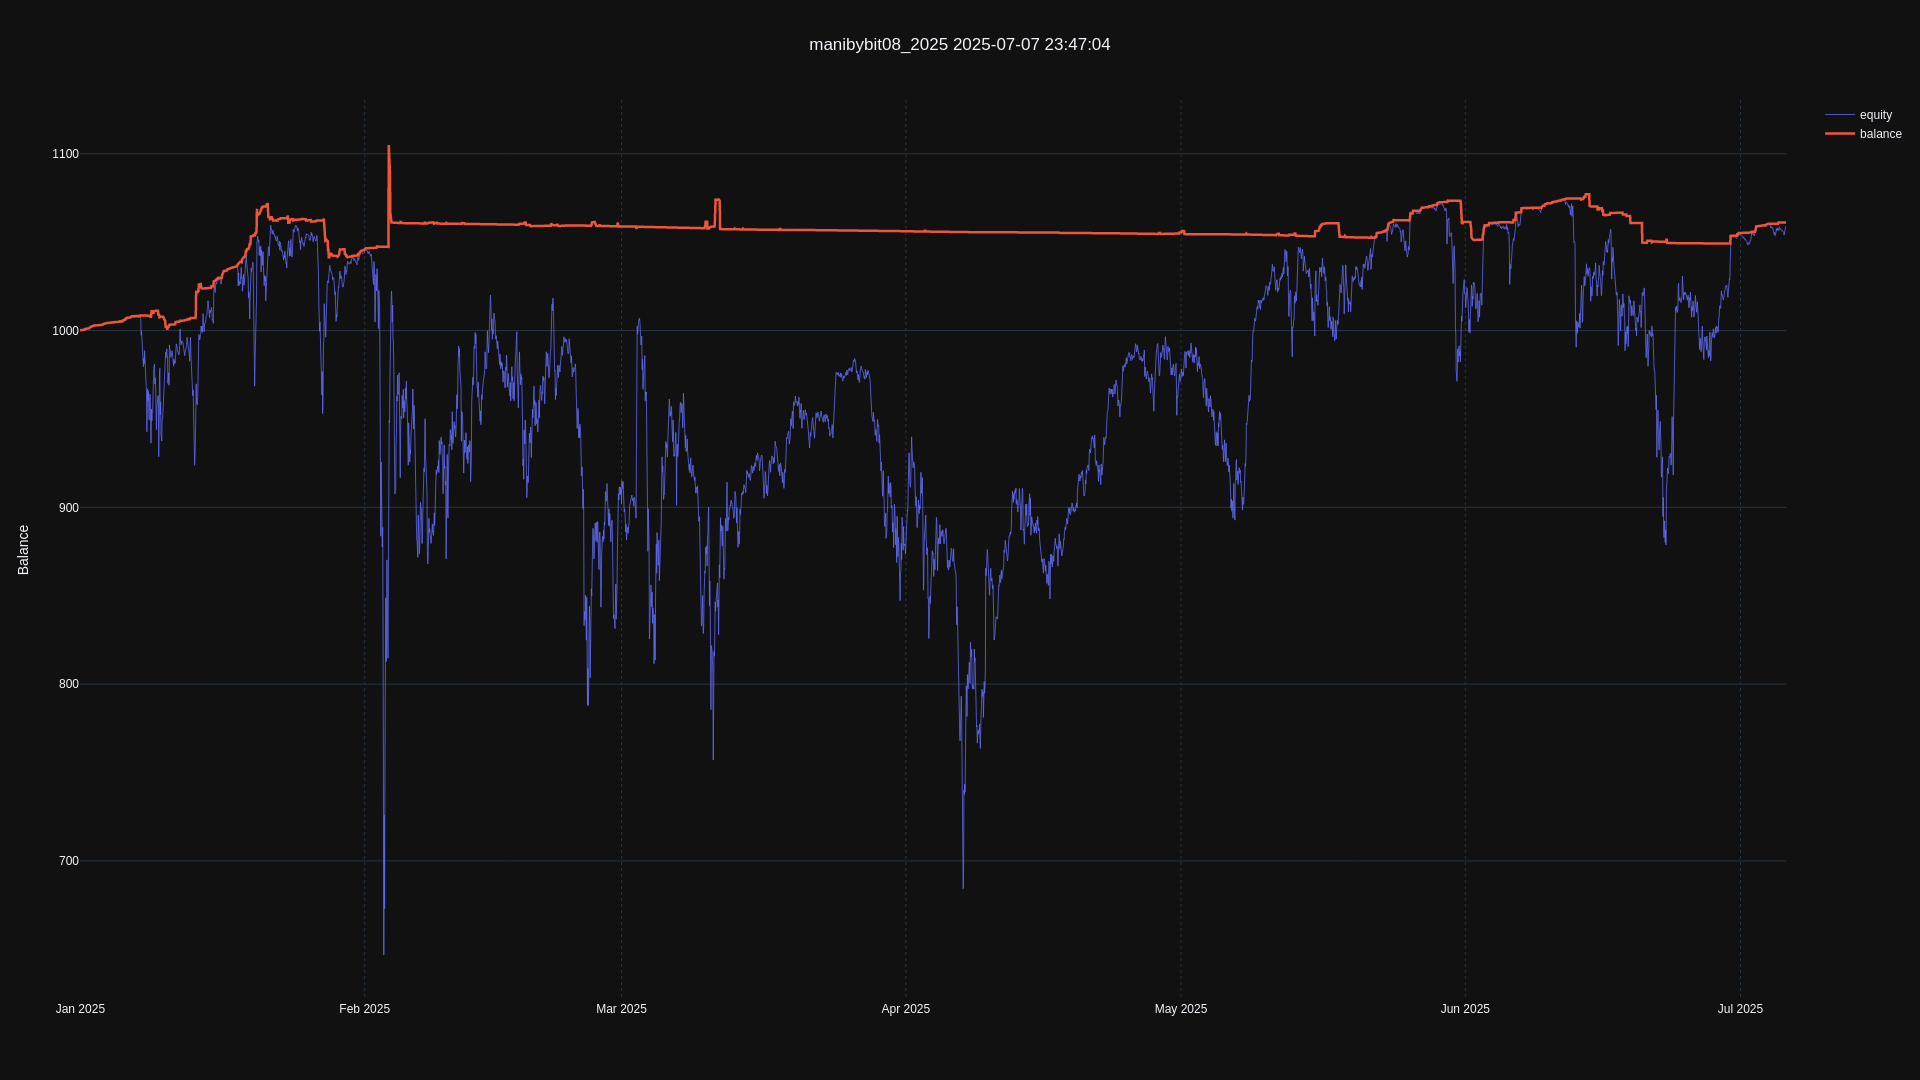 manibybit08_2025 2025-07-07 23:47:04
equity
balance
1100
1000
900
800
700
Balance
Jan 2025
Feb 2025
Mar 2025
Apr 2025
May 2025
Jun 2025
Jul 2025